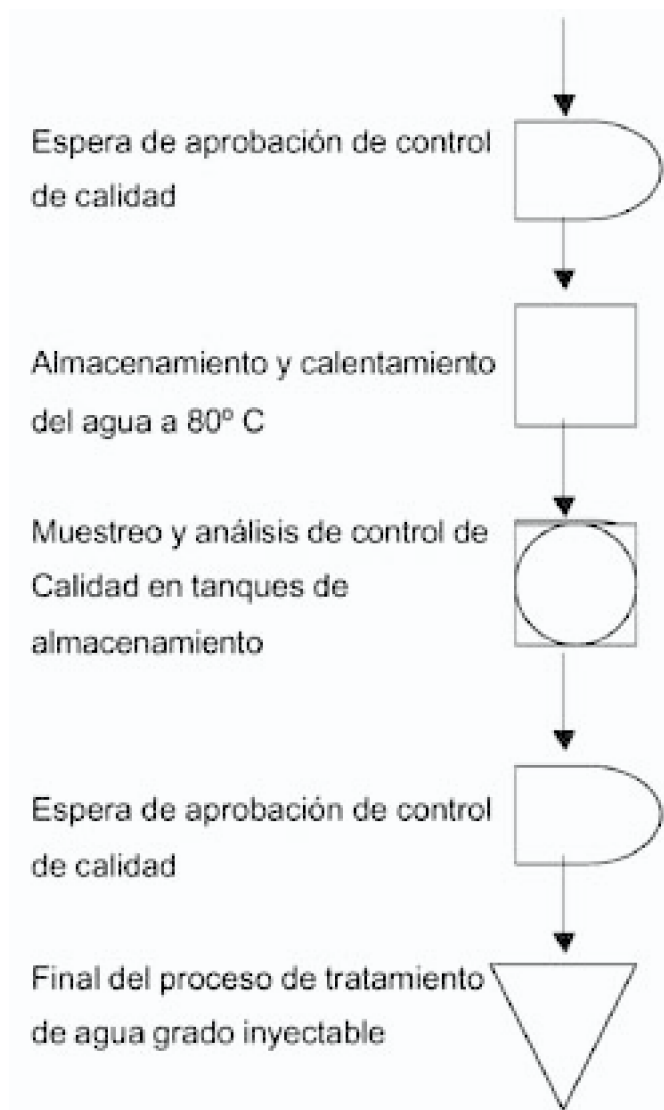 Espera de aprobación de control
de calidad
Almacenamiento y calentamiento
del agua a 80º C
Muestreo y análisis de control de
Calidad en tanques de
almacenamiento
Espera de aprobación de control
de calidad
Final del proceso de tratamiento
de agua grado inyectable